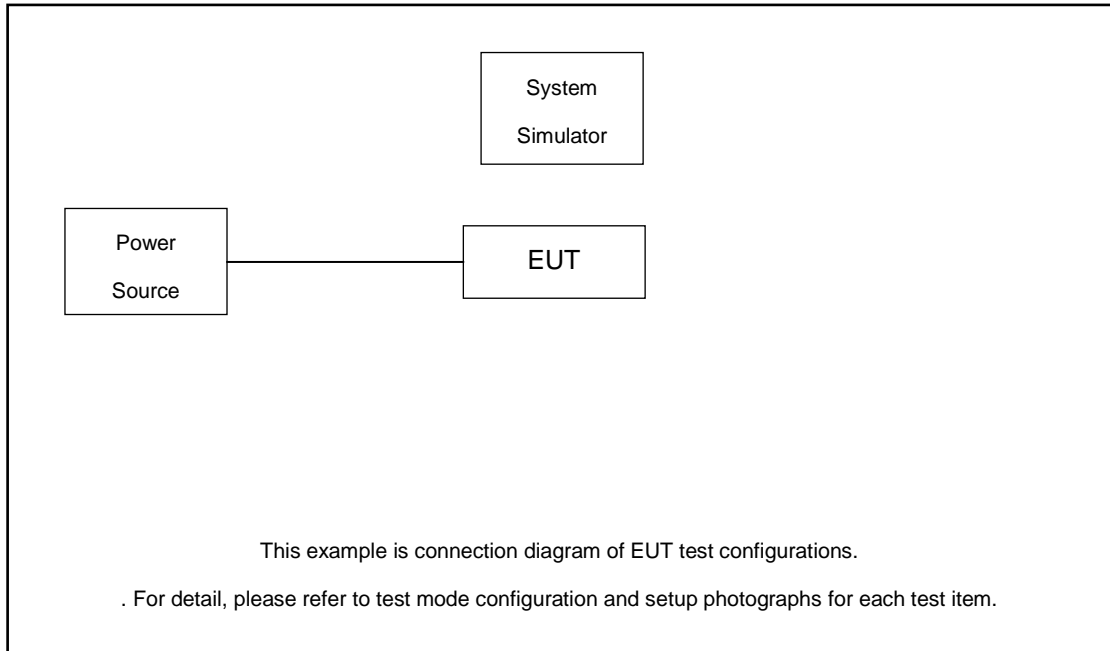 System
Simulator
Power
Source
EUT
This example is connection diagram of EUT test configurations.
. For detail, please refer to test mode configuration and setup photographs for each test item.